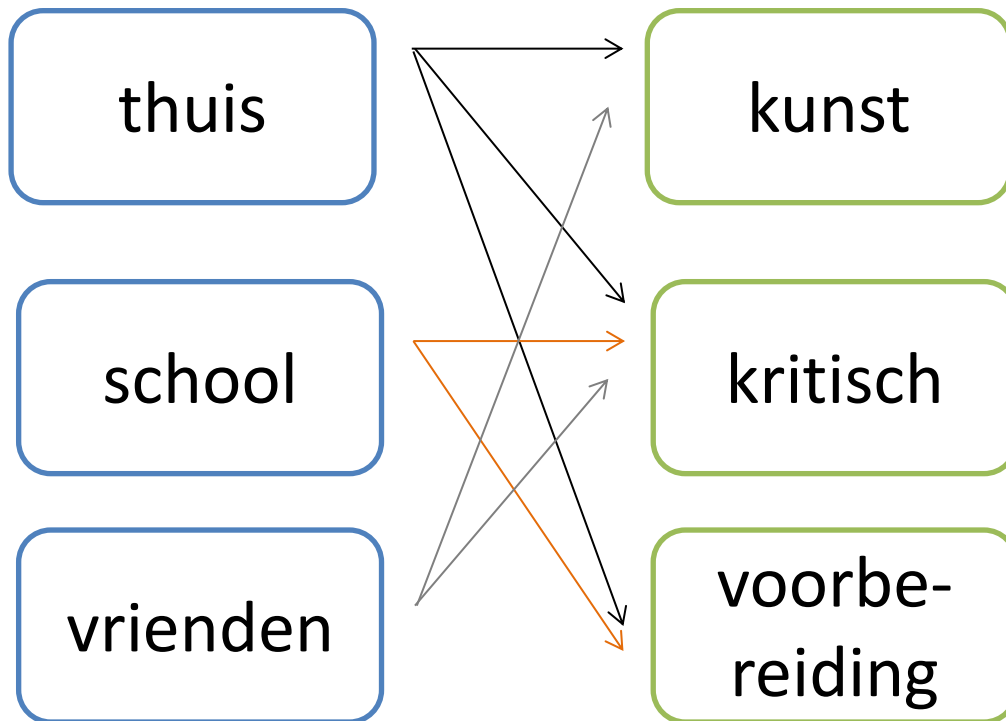 thuis
kunst
school
kritisch
vrienden
voorbe-
reiding